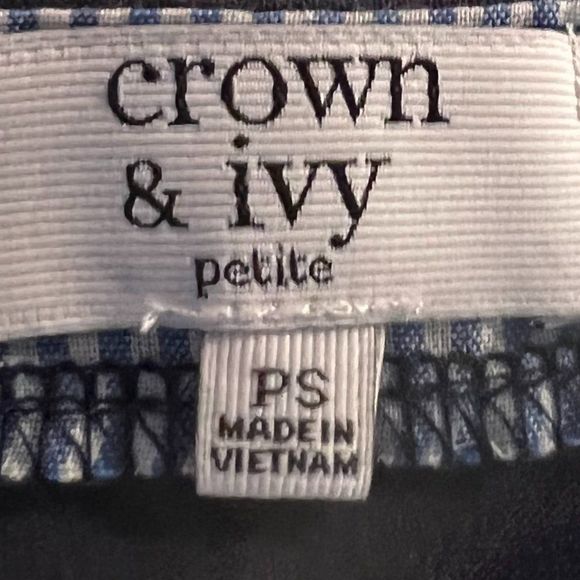 crown
& ivy
petite
PS
MADE IN
VIETNAM